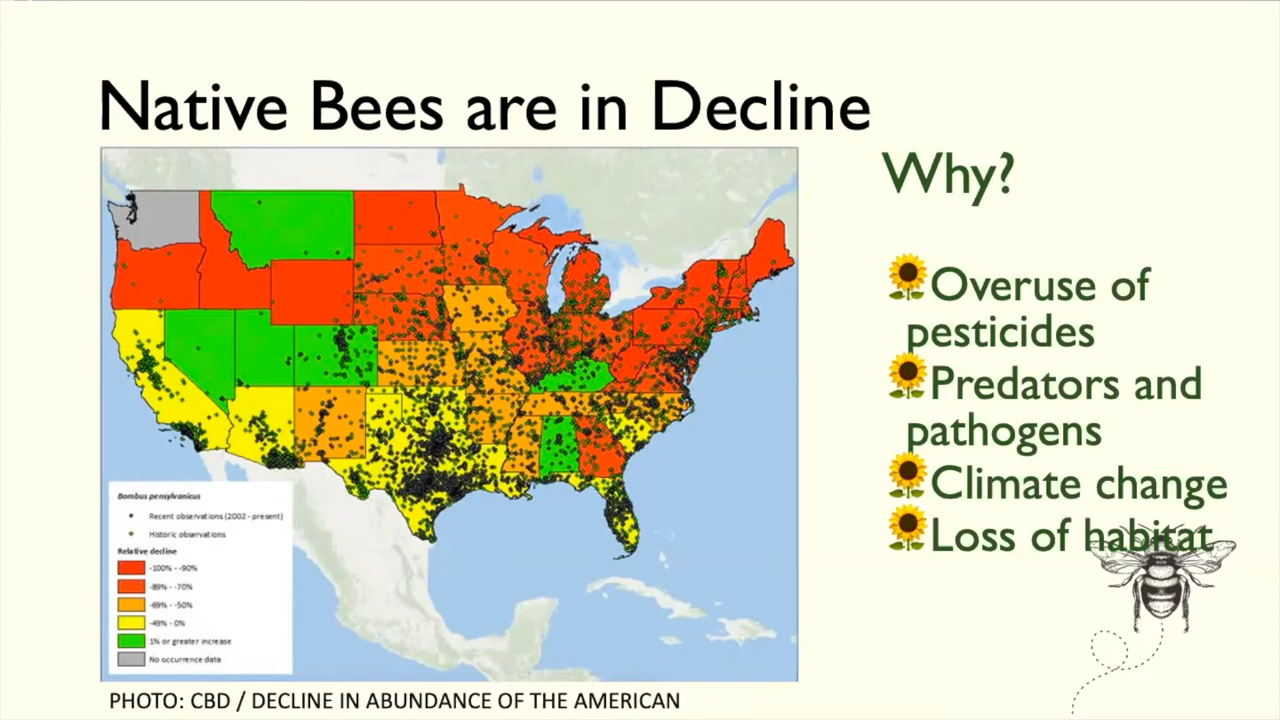 Native Bees are in Decline
Why?
Overuse of
pesticides
Predators and
pathogens
Climate change
Loss of habitat
Bombus pensylvanicus
Recent observations (2002 - present)
Historic observations
Relative decline
-100% - -90%
-89% - -70%
-69% - -50%
-49% - 0%
1% or greater increase
No occurrence data
PHOTO: CBD / DECLINE IN ABUNDANCE OF THE AMERICAN